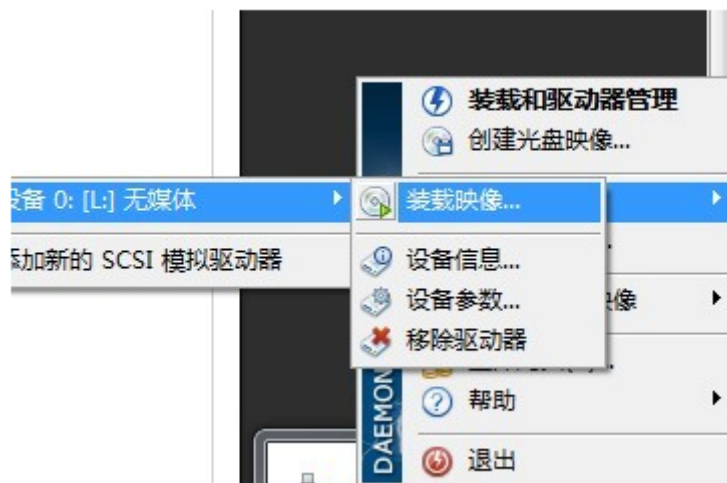 装载和驱动器管理
创建光盘映像...
设备 0: [L:] 无媒体
装载映像...
添加新的 SCSI 模拟驱动器
设备信息...
设备参数...
映像
移除驱动器
帮助
退出
DAEMON